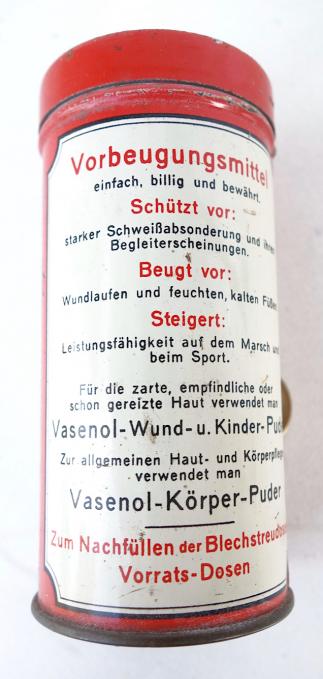 Vorbeugungsmittel
einfach, billig und bewährt.
Schützt vor:
starker Schweißabsonderung und
Begleiterscheinungen.
Beugt vor:
Wundlaufen und feuchten, kalten Füßen
Steigert:
Leistungsfähigkeit auf dem Marsch und
beim Sport.
Für die zarte, empfindliche oder
schon gereizte Haut verwendet man
Vasenol-Wund- u. Kinder-Puder
Zur allgemeinen Haut- und Körperpflege
verwendet man
Vasenol-Körper-Puder
Zum Nachfüllen der
Vorrats-Dosen